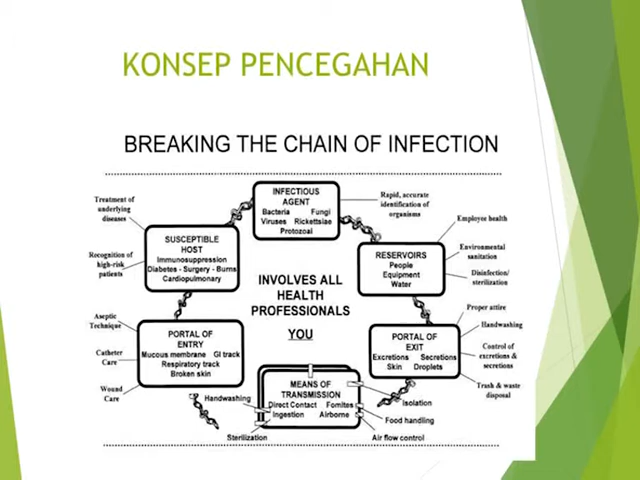 KONSEP PENCEGAHAN
BREAKING THE CHAIN OF INFECTION
INFECTIOUS
AGENT
Bacteria Fungi
Viruses Rickettsiae
Protozoai
Rapid, accurate
identification of
organisms
Treatment of
underlying
diseases
Recognition of
high-risk
patients
SUSCEPTIBLE
HOST
Immunosuppression
Diabetes - Surgery - Burns
Cardiopulmonary
RESERVOIRS
People
Equipment
Water
Employee health
Environmental
sanitation
Disinfection/
sterilization
INVOLVES ALL
HEALTH
PROFESSIONALS
YOU
Aseptic
Technique
Catheter
Care
Wound
Care
PORTAL OF
ENTRY
Mucous membrane GI track
Respiratory track
Broken skin
PORTAL OF
EXIT
Excretions Secretions
Skin Droplets
Proper attire
Handwashing
Control of
excretions &
secretions
Trash & waste
disposal
MEANS OF
TRANSMISSION
Direct Contact Fomites
Ingestion Airborne
Handwashing
Sterilization
Isolation
Food handling
Air flow control